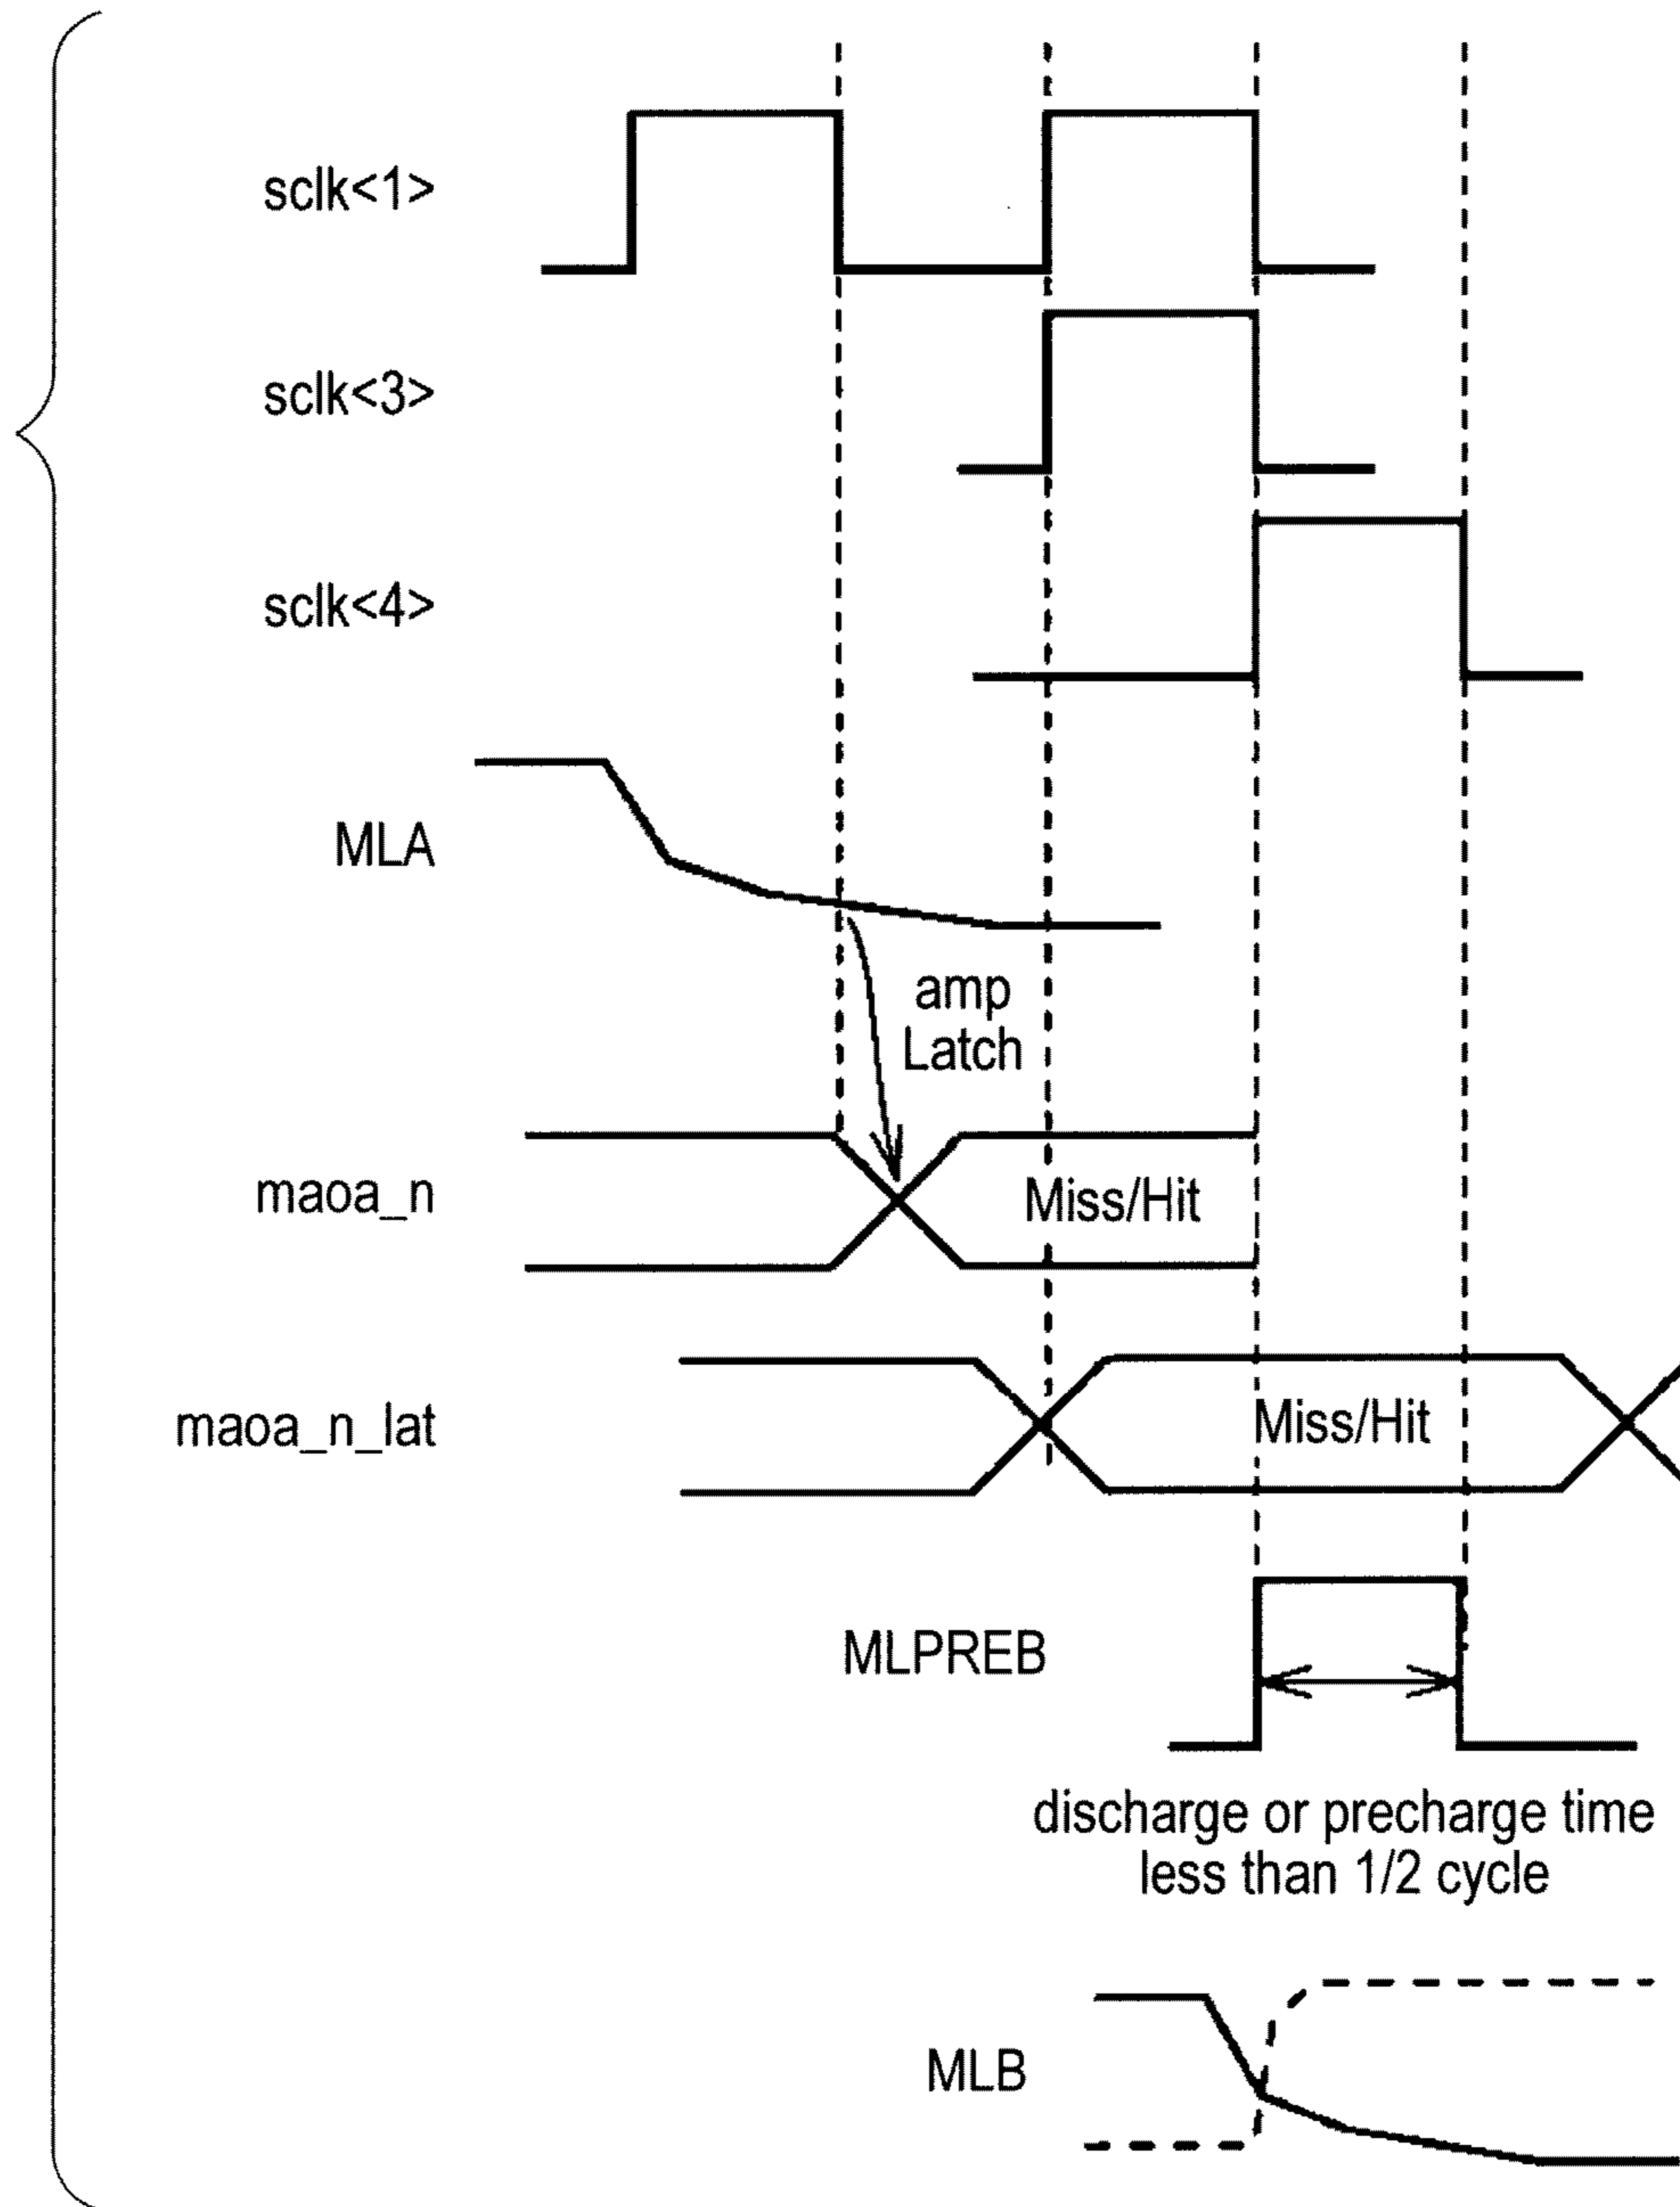 sclk<1>
sclk<3>
sclk<4>
MLA
amp
Latch
maoa_n
Miss/Hit
maoa_n_lat
Miss/Hit
MLPREB
discharge or precharge time
less than 1/2 cycle
MLB